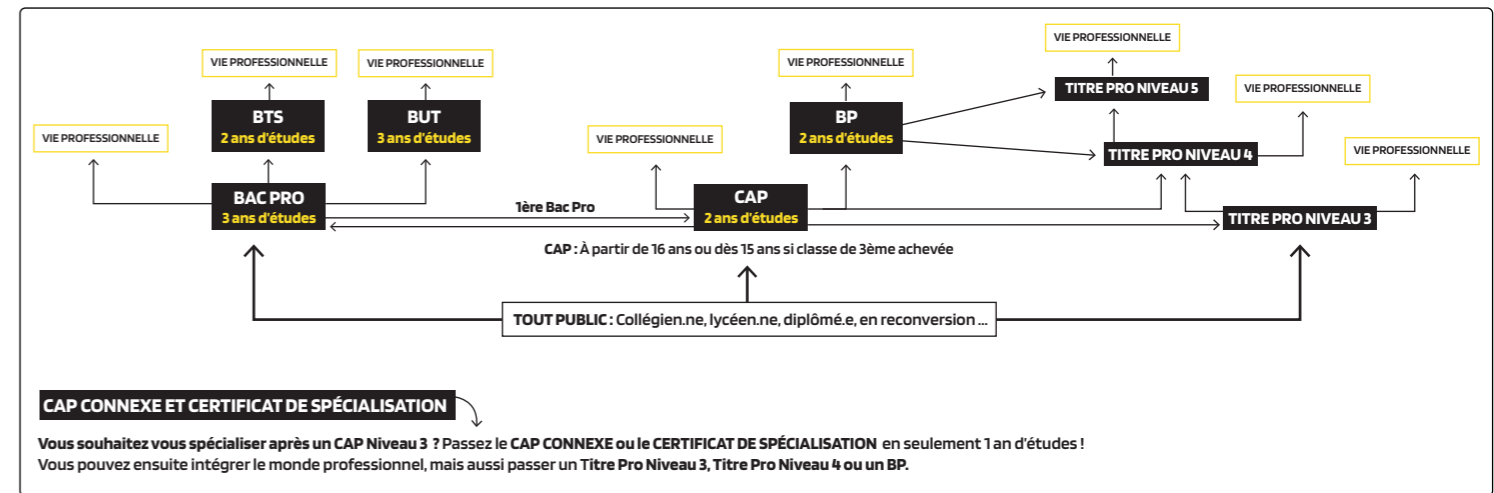 VIE PROFESSIONNELLE
VIE PROFESSIONNELLE
VIE PROFESSIONNELLE
VIE PROFESSIONNELLE
BTS
2 ans d'études
BUT
3 ans d'études
BP
2 ans d'études
TITRE PRO NIVEAU 5
VIE PROFESSIONNELLE
VIE PROFESSIONNELLE
VIE PROFESSIONNELLE
TITRE PRO NIVEAU 4
VIE PROFESSIONNELLE
BAC PRO
3 ans d'études
1ère Bac Pro
CAP
2 ans d'études
TITRE PRO NIVEAU 3
CAP : À partir de 16 ans ou dès 15 ans si classe de 3ème achevée
TOUT PUBLIC : Collégien.ne, lycéen.ne, diplômé.e, en reconversion ...
CAP CONNEXE ET CERTIFICAT DE SPÉCIALISATION
Vous souhaitez vous spécialiser après un CAP Niveau 3 ? Passez le CAP CONNEXE ou le CERTIFICAT DE SPÉCIALISATION en seulement 1 an d'études !
Vous pouvez ensuite intégrer le monde professionnel, mais aussi passer un Titre Pro Niveau 3, Titre Pro Niveau 4 ou un BP.